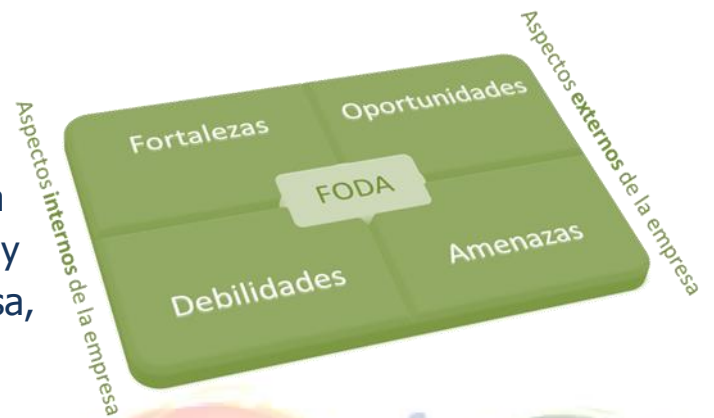 Aspectos internos de la empresa
Fortalezas
Oportunidades
FODA
Debilidades
Amenazas
Aspectos externos de la empresa
y